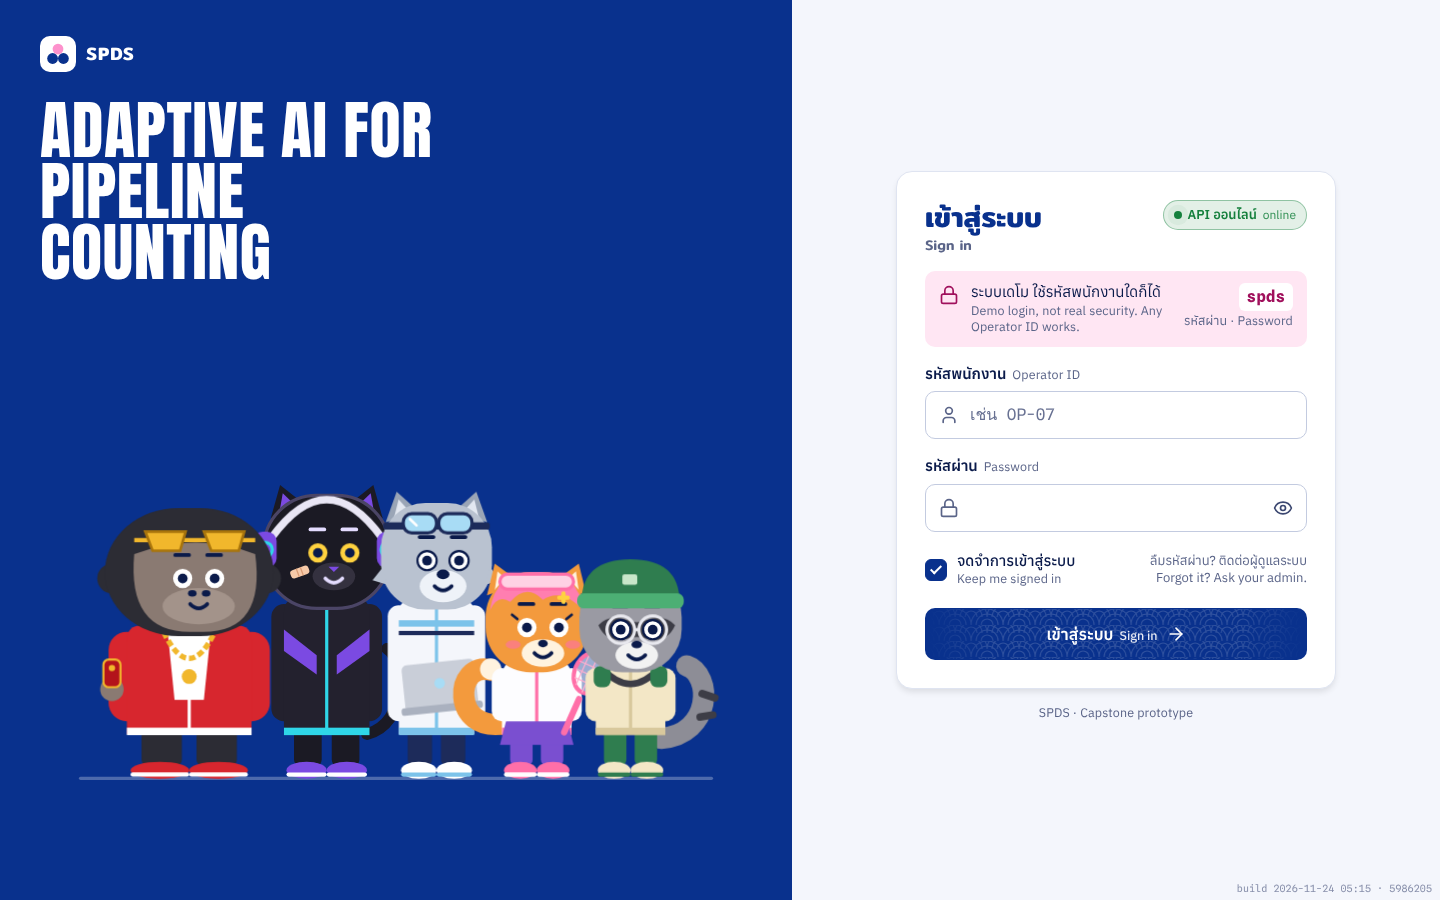 SPDS
ADAPTIVE AI FOR
PIPELINE
COUNTING
เข้าสู่ระบบ
Sign in
API ออนไลน์ online
ระบบเดโม ใช้รหัสพนักงานใดก็ได้
Demo login, not real security. Any
Operator ID works.
spds
รหัสผ่าน · Password
รหัสพนักงาน Operator ID
เช่น OP-07
รหัสผ่าน Password
จดจำการเข้าสู่ระบบ
Keep me signed in
ลืมรหัสผ่าน? ติดต่อผู้ดูแลระบบ
Forgot it? Ask your admin.
เข้าสู่ระบบ Sign in
SPDS · Capstone prototype
build 2026-11-24 05:15 · 5986205